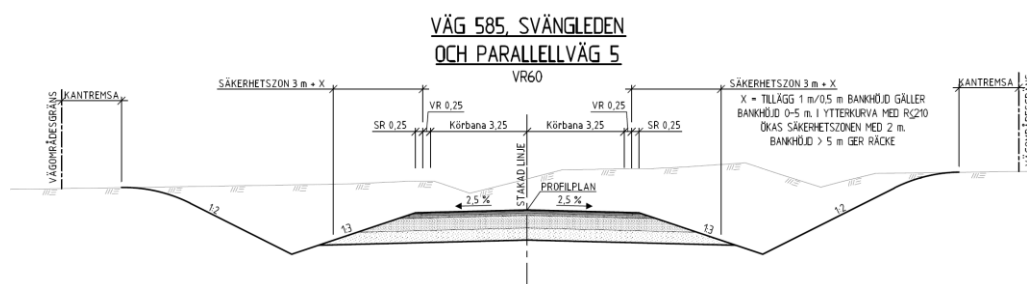 VÄG 585, SVÄNGLEDEN
OCH PARALLELLVÄG 5
VR60
KANTREMSA
SÄKERHETSZON 3 m + X
VR 0,25
VR 0,25
SR 0,25
Körbana 3,25
Körbana 3,25
SR 0,25
SÄKERHETSZON 3 m + X
KANTREMSA
X = TILLÄGG 1 m/0,5 m BANKHÖJD GÄLLER
BANKHÖJD 0-5 m. I YTTERKURVA MED R≤210
ÖKAS SÄKERHETSZONEN MED 2 m.
BANKHÖJD > 5 m GER RÄCKE
VÄGOMRÅDESGRÄNS
STAKAD LINJE
PROFILPLAN
2,5 %
2,5 %
1:2
1:3
1:3
1:2
VÄGOMRÅDESGRÄNS